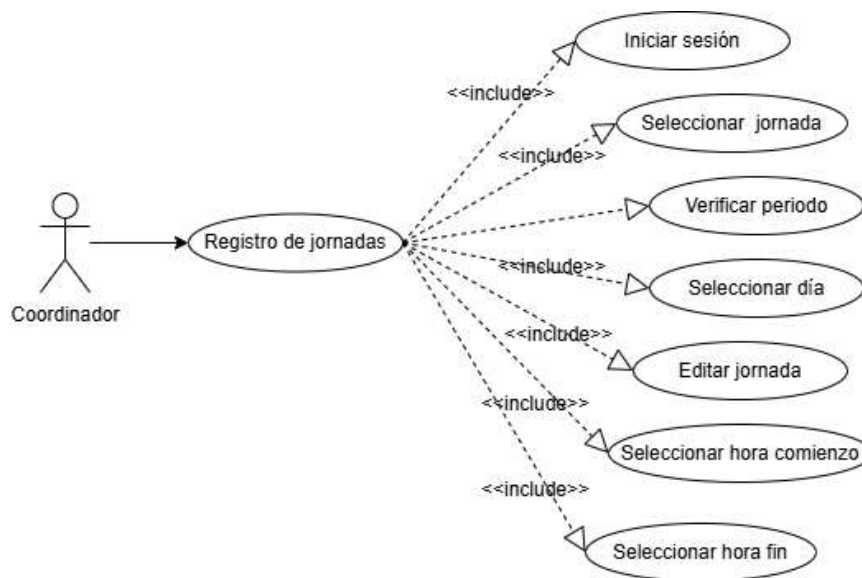 Iniciar sesión
<<include>>
Seleccionar jornada
<<include>>
Verificar periodo
Registro de jornadas
<<include>>
Seleccionar día
Coordinador
<<include>>
Editar jornada
<<include>>
Seleccionar hora comienzo
<<include>>
Seleccionar hora fin